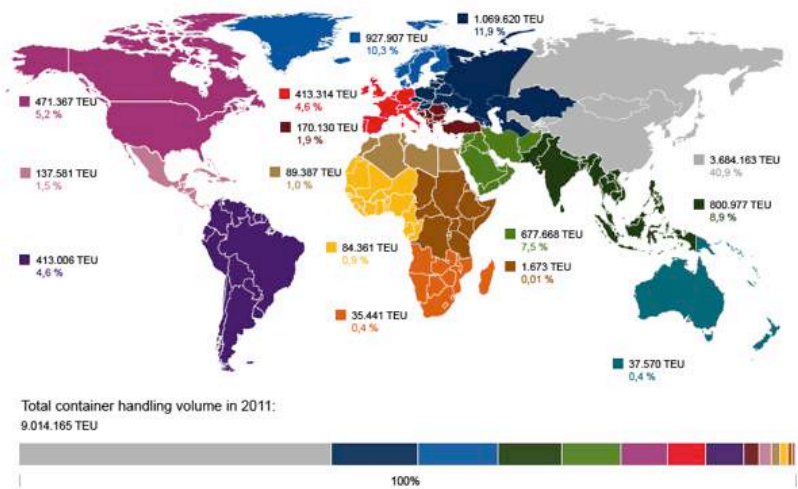 1.069.620 TEU
11,9 %
927.907 TEU
10,3 %
413.314 TEU
4,6 %
471.367 TEU
5,2 %
170.130 TEU
1,9 %
137.581 TEU
1,5 %
89.387 TEU
1,0 %
3.684.163 TEU
40,9 %
800.977 TEU
8,9 %
677.668 TEU
7,5 %
84.361 TEU
0,9 %
413.006 TEU
4,6 %
1.673 TEU
0,01 %
35.441 TEU
0,4 %
37.570 TEU
0,4 %
Total container handling volume in 2011:
9.014.165 TEU
100%